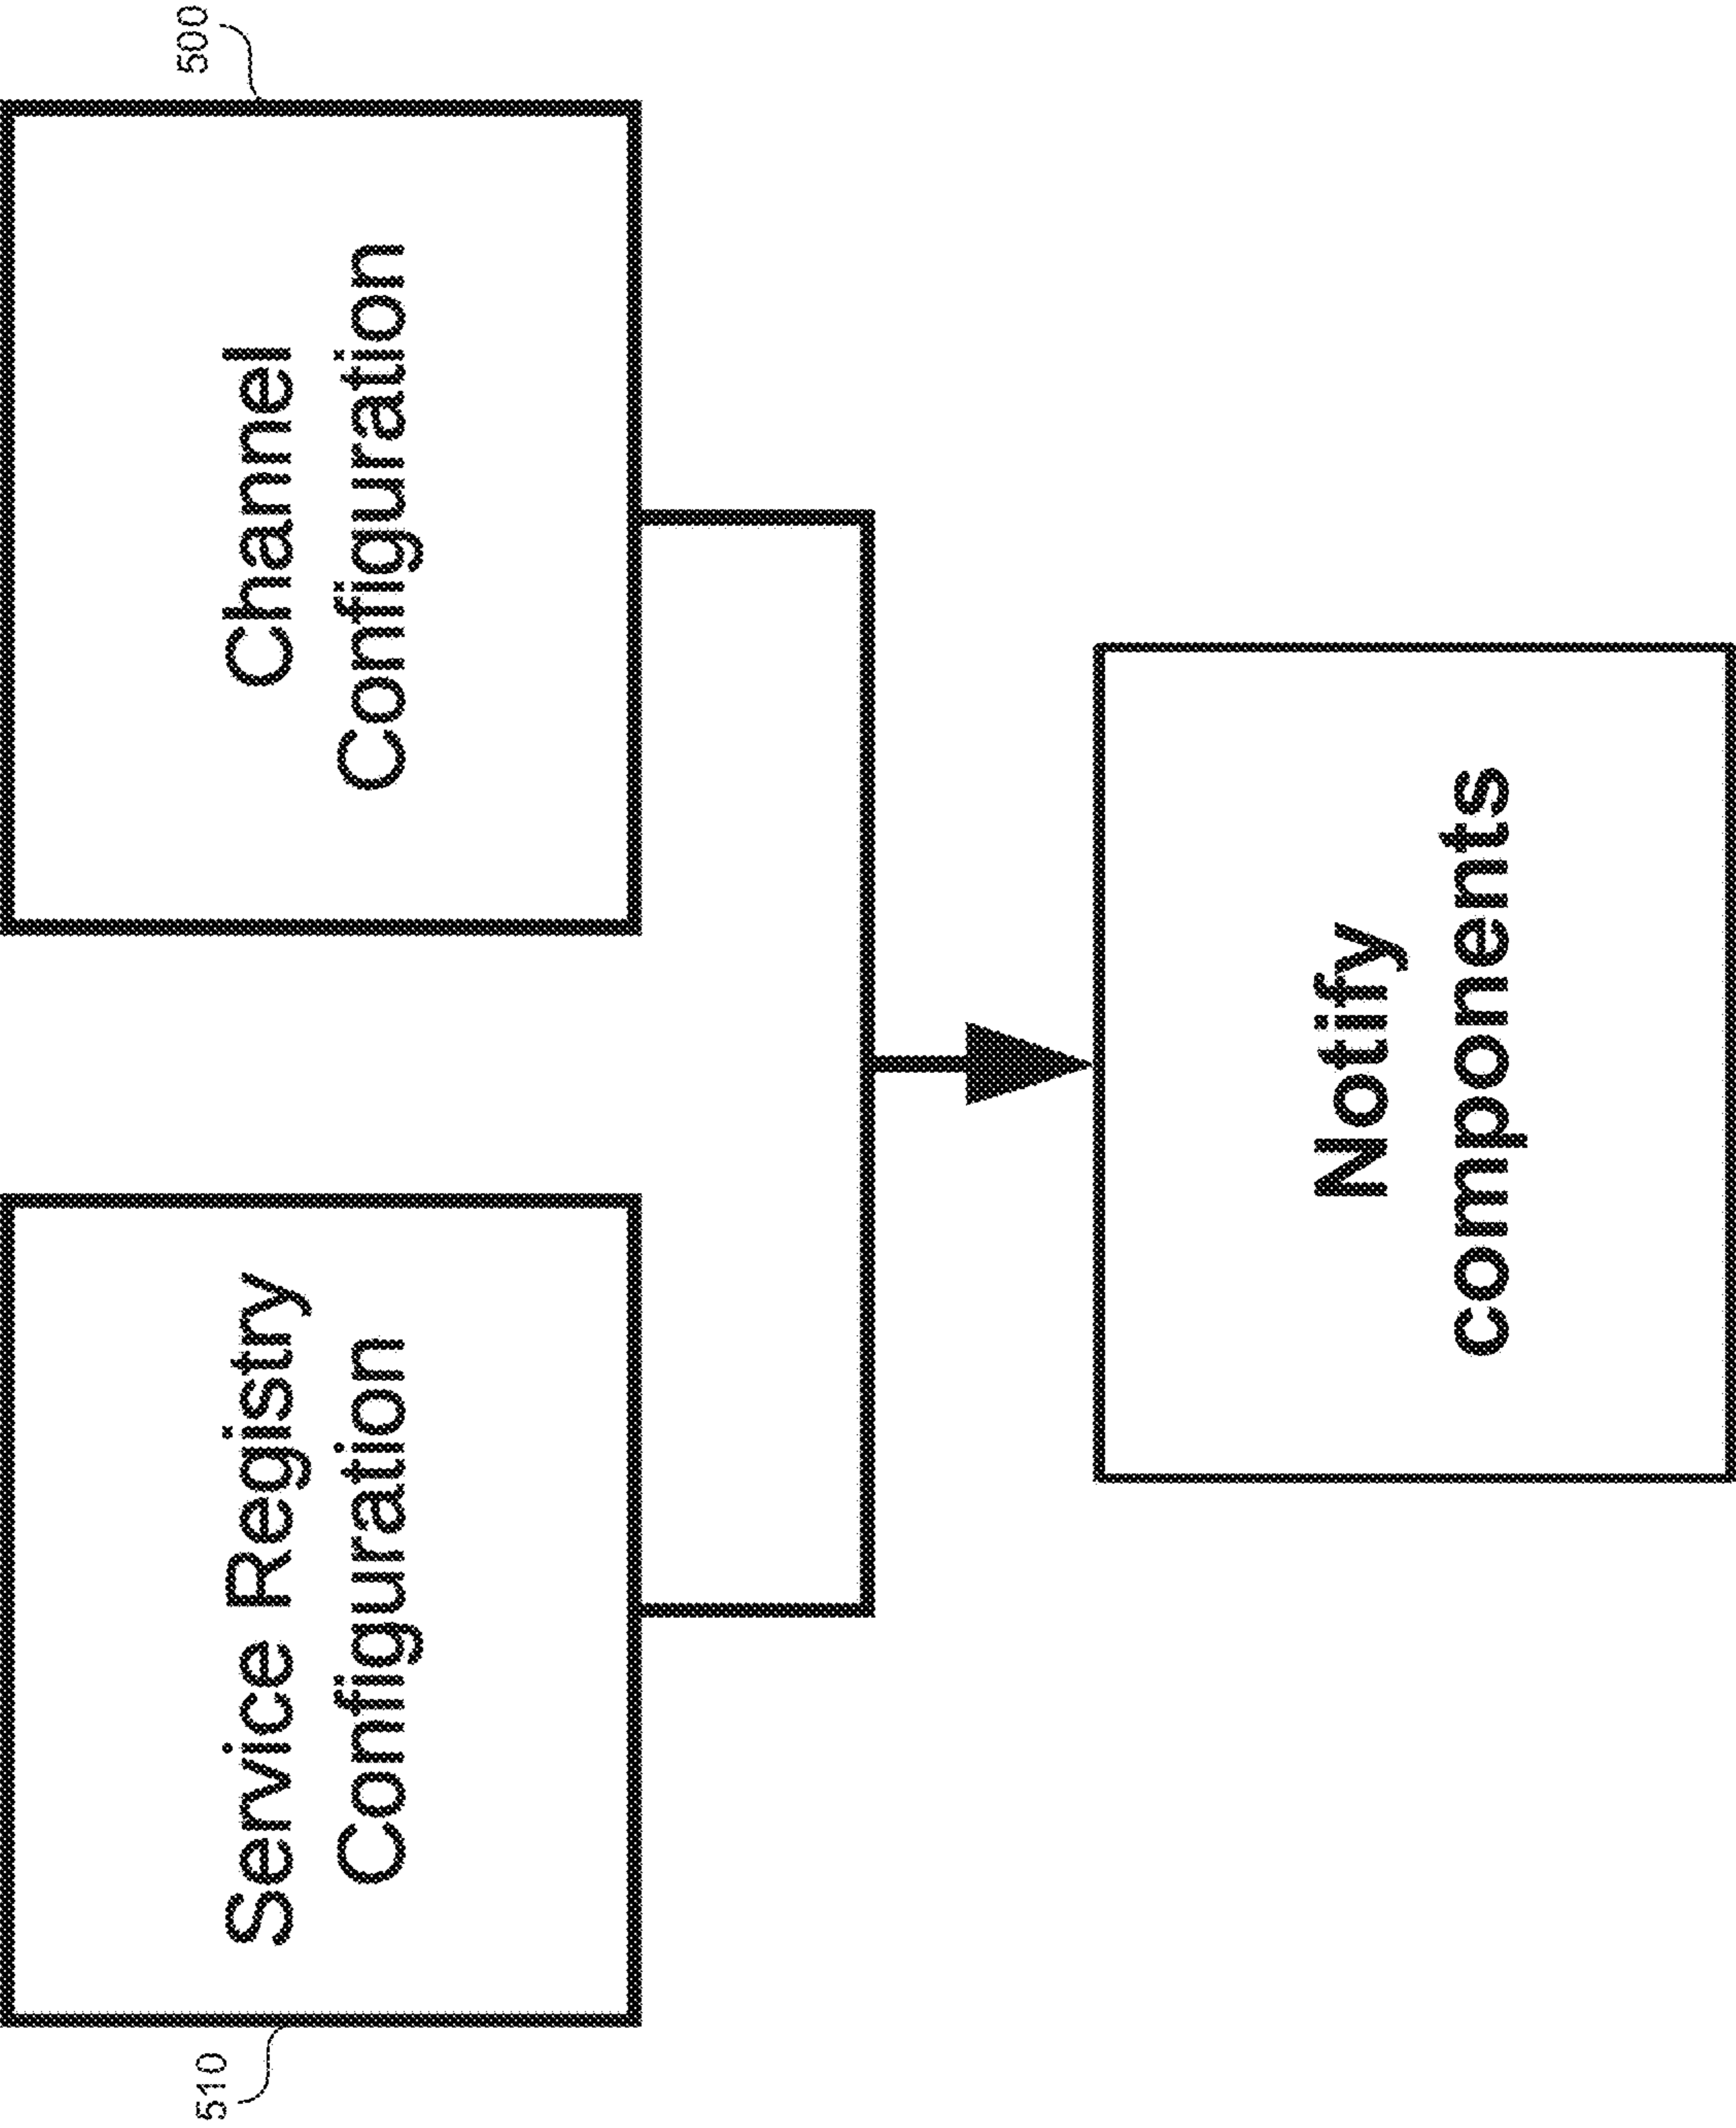 510
Service Registry
Configuration
Channel
Configuration
500
Notify
components